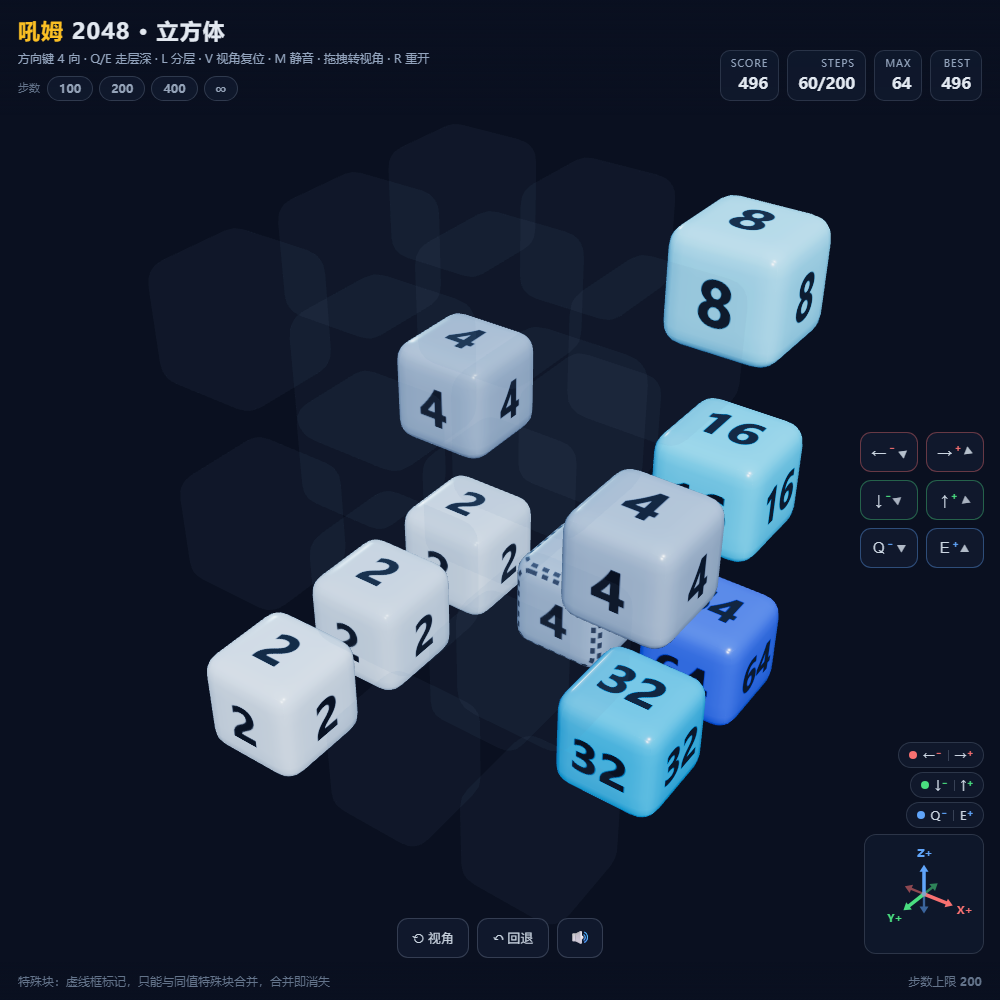 吼姆 2048 • 立方体
方向键 4 向 · Q/E 走层深 · L 分层 · V 视角复位 · M 静音 · 拖拽转视角 · R 重开
步数 100 200 400 ∞
SCORE 496
STEPS 60/200
MAX 64
BEST 496
8
8 8
4
4 4
16
16
4
4 4
2
2
2
2 2
2
2 2
4
64
64
32
32 32
←⁻ →⁺
↓⁻ ↑⁺
Q⁻ E⁺
←⁻ | →⁺
↓⁻ | ↑⁺
Q⁻ | E⁺
Z+
X+
Y+
视角 回退
特殊块：虚线框标记，只能与同值特殊块合并，合并即消失
步数上限 200